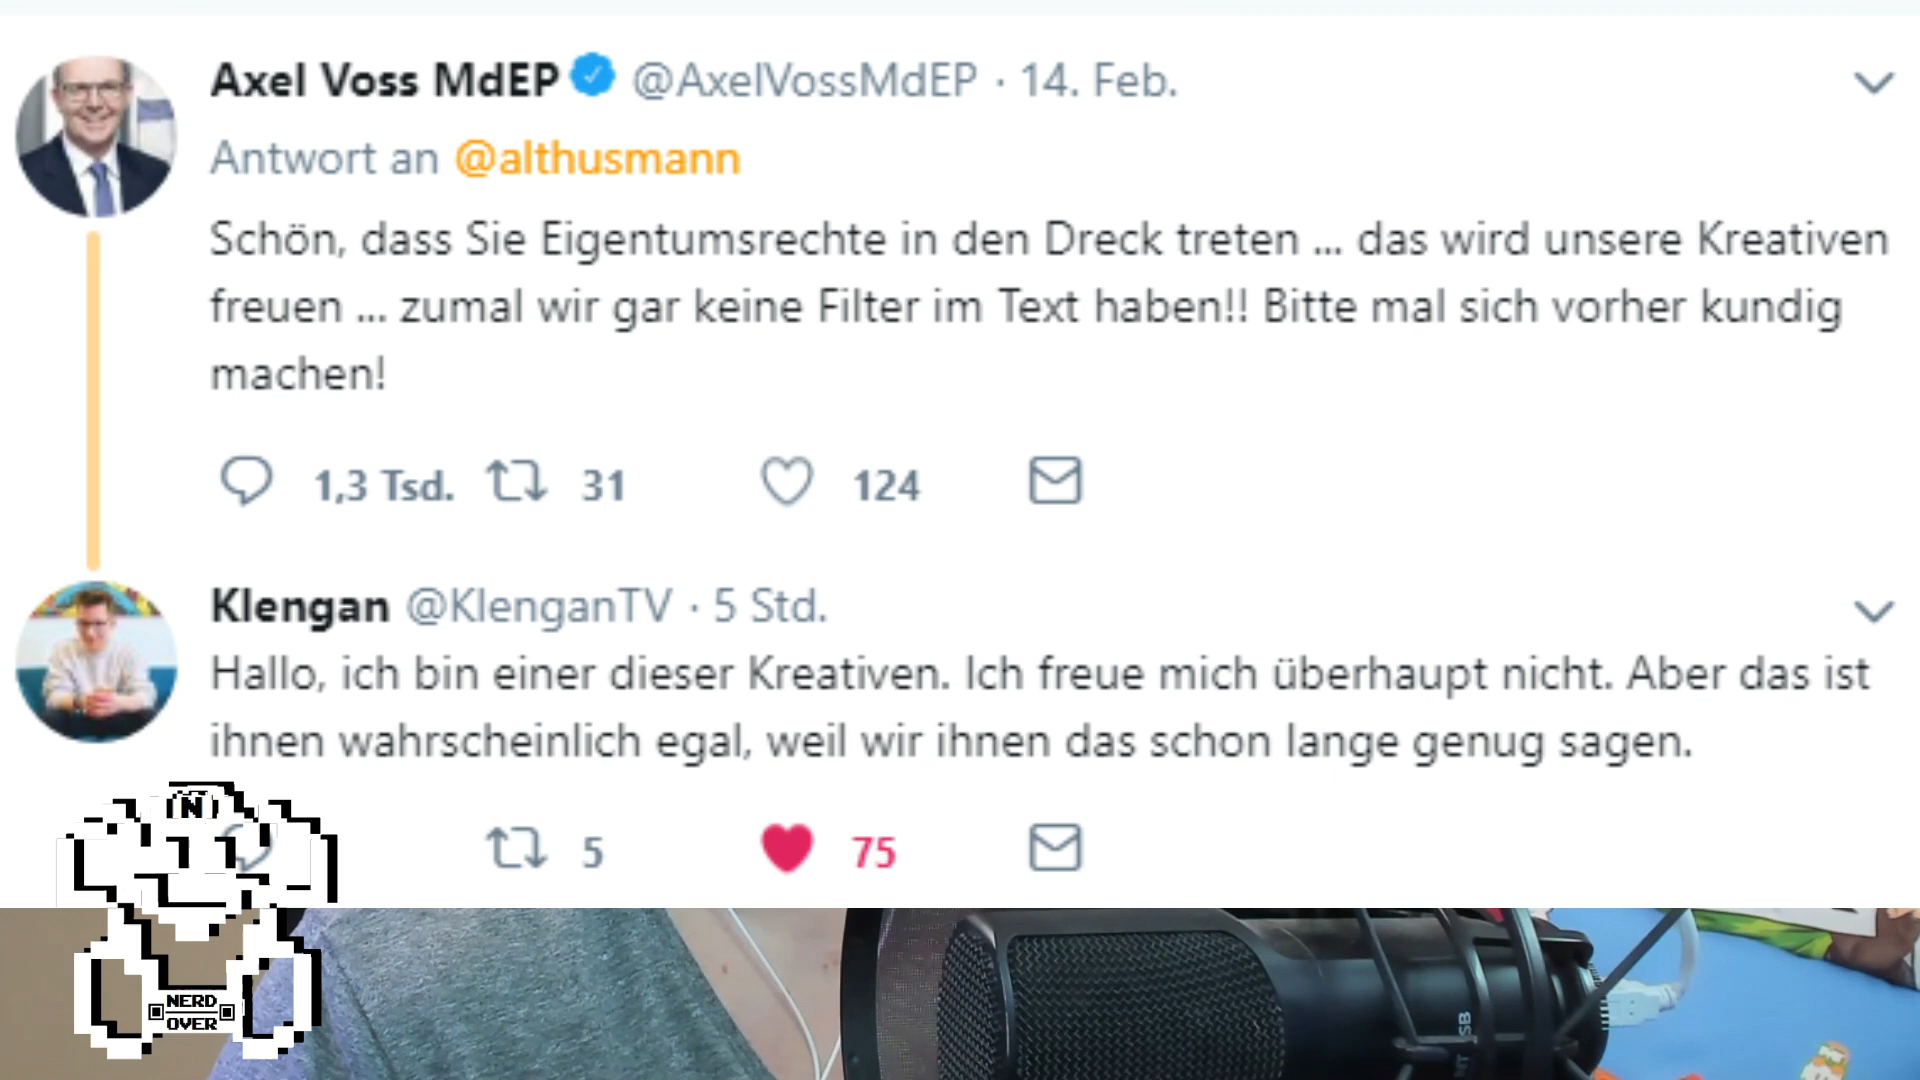 Axel Voss MdEP @AxelVossMdEP · 14. Feb.
Antwort an @althusmann
Schön, dass Sie Eigentumsrechte in den Dreck treten ... das wird unsere Kreativen
freuen ... zumal wir gar keine Filter im Text haben!! Bitte mal sich vorher kundig
machen!
1,3 Tsd. 31 124
Klengan @KlenganTV · 5 Std.
Hallo, ich bin einer dieser Kreativen. Ich freue mich überhaupt nicht. Aber das ist
ihnen wahrscheinlich egal, weil wir ihnen das schon lange genug sagen.
5 75
N
NERD
OVER